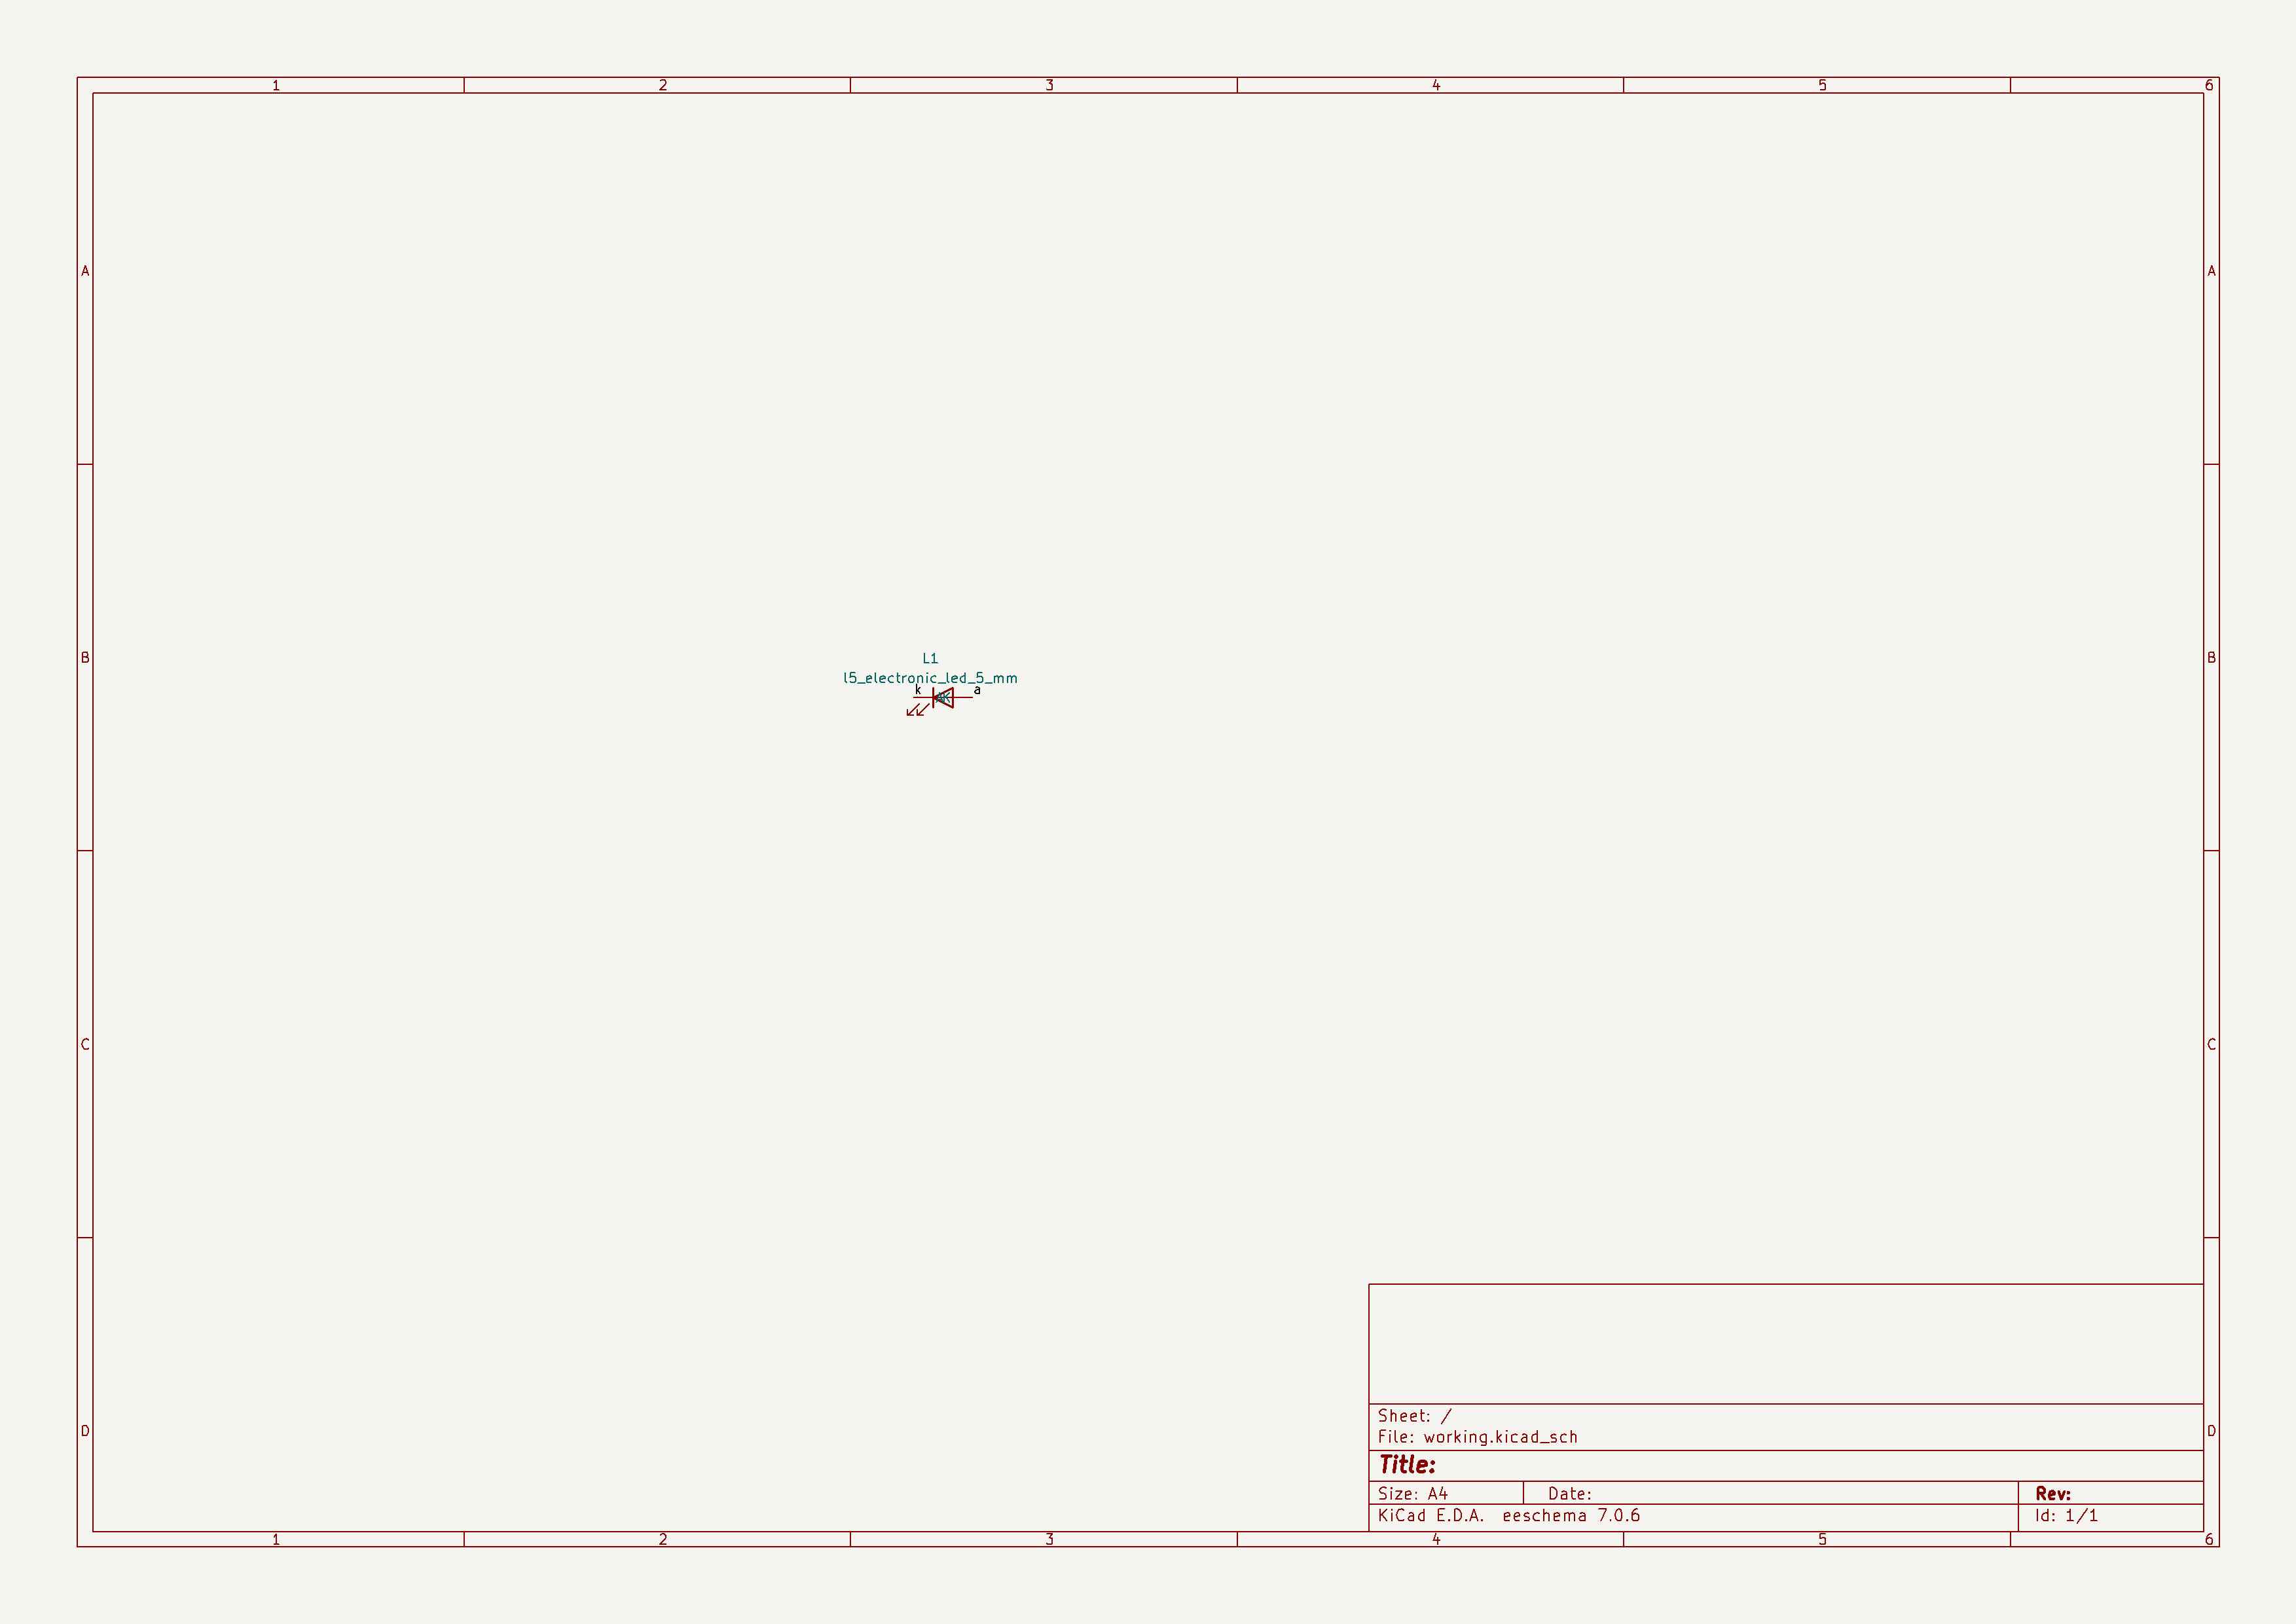 1 2 3 4 5 6
A A
B B
L1
l5_electronic_led_5_mm
k AK a
C C
Sheet: /
File: working.kicad_sch
D D
Title:
Size: A4 Date: Rev:
KiCad E.D.A. eeschema 7.0.6 Id: 1/1
1 2 3 4 5 6